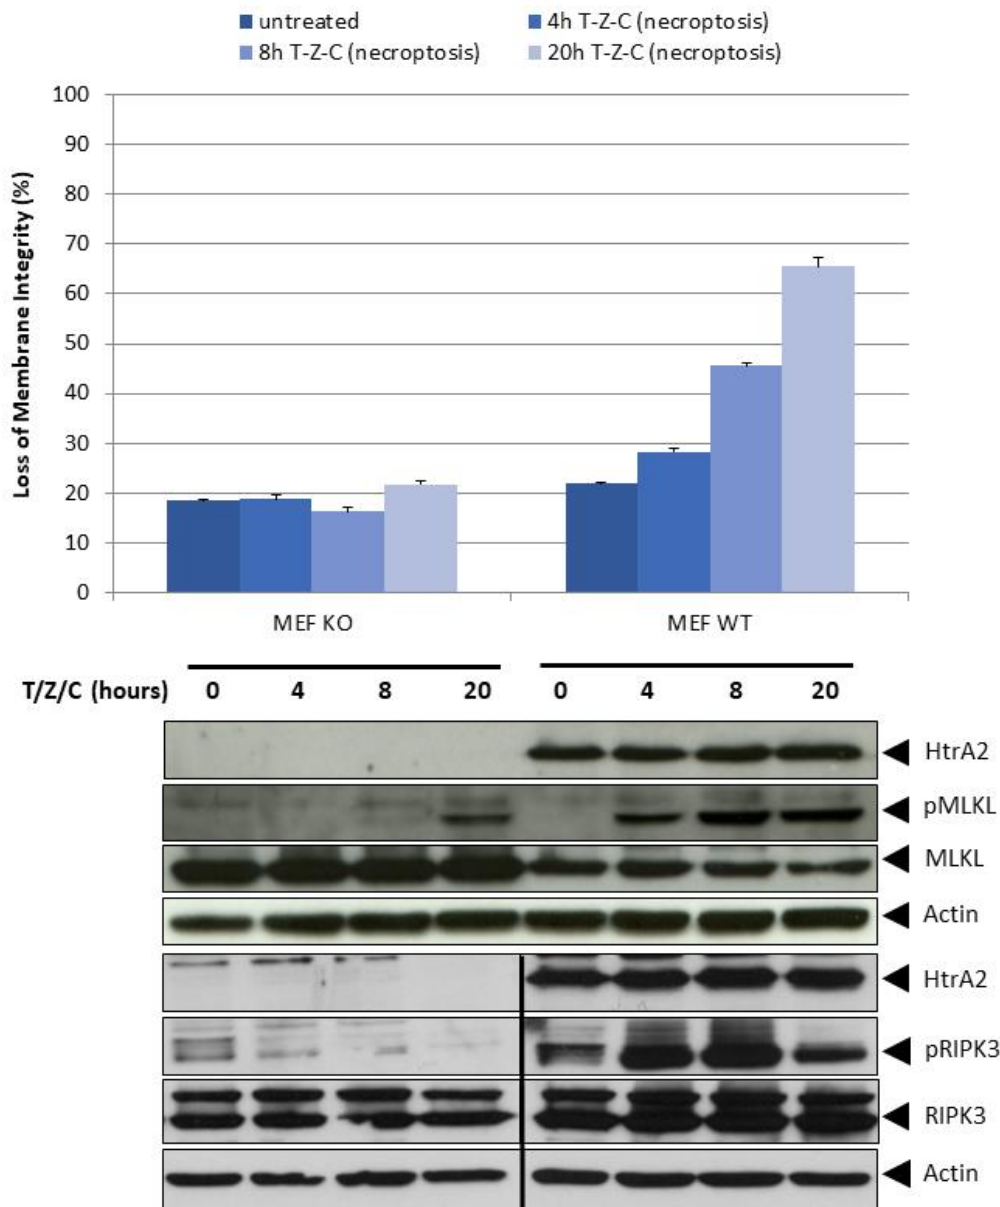 untreated 4h T-Z-C (necroptosis)
8h T-Z-C (necroptosis) 20h T-Z-C (necroptosis)
Loss of Membrane Integrity (%)
100
90
80
70
60
50
40
30
20
10
0
MEF KO MEF WT
T/Z/C (hours) 0 4 8 20 0 4 8 20
HtrA2
pMLKL
MLKL
Actin
HtrA2
pRIPK3
RIPK3
Actin